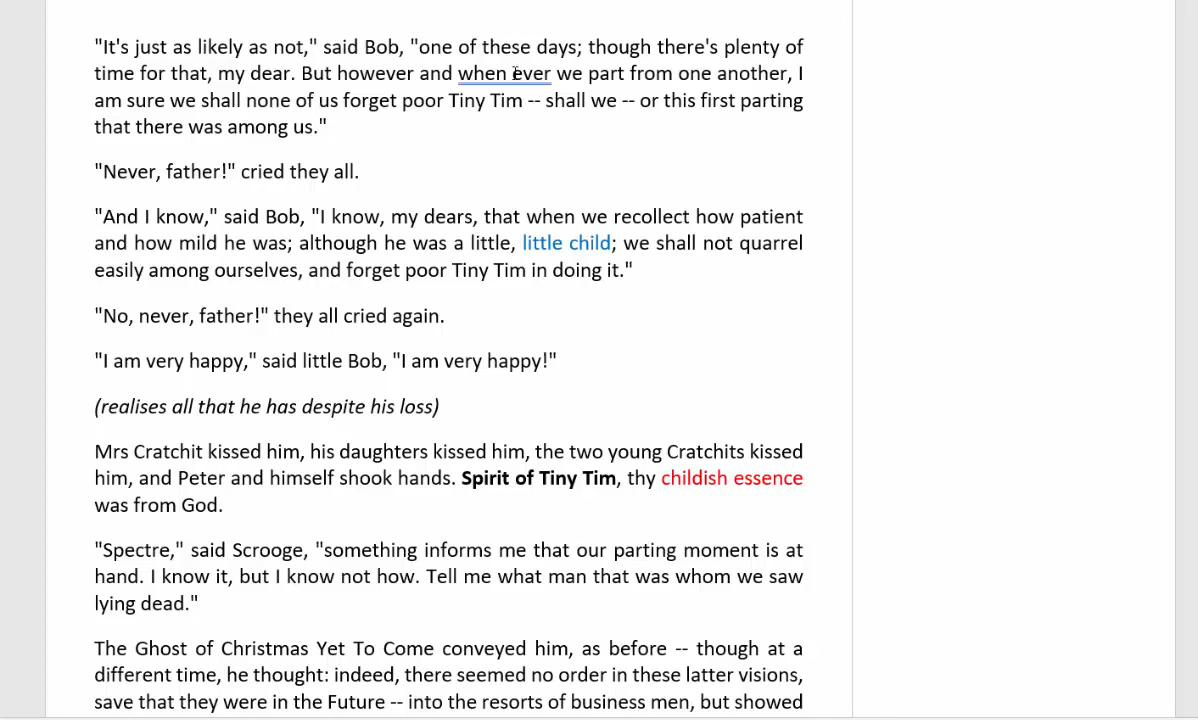 "It's just as likely as not," said Bob, "one of these days; though there's plenty of
time for that, my dear. But however and when ever we part from one another, I
am sure we shall none of us forget poor Tiny Tim -- shall we -- or this first parting
that there was among us."
"Never, father!" cried they all.
"And I know," said Bob, "I know, my dears, that when we recollect how patient
and how mild he was; although he was a little, little child; we shall not quarrel
easily among ourselves, and forget poor Tiny Tim in doing it."
"No, never, father!" they all cried again.
"I am very happy," said little Bob, "I am very happy!"
(realises all that he has despite his loss)
Mrs Cratchit kissed him, his daughters kissed him, the two young Cratchits kissed
him, and Peter and himself shook hands. Spirit of Tiny Tim, thy childish essence
was from God.
"Spectre," said Scrooge, "something informs me that our parting moment is at
hand. I know it, but I know not how. Tell me what man that was whom we saw
lying dead."
The Ghost of Christmas Yet To Come conveyed him, as before -- though at a
different time, he thought: indeed, there seemed no order in these latter visions,
save that they were in the Future -- into the resorts of business men, but showed